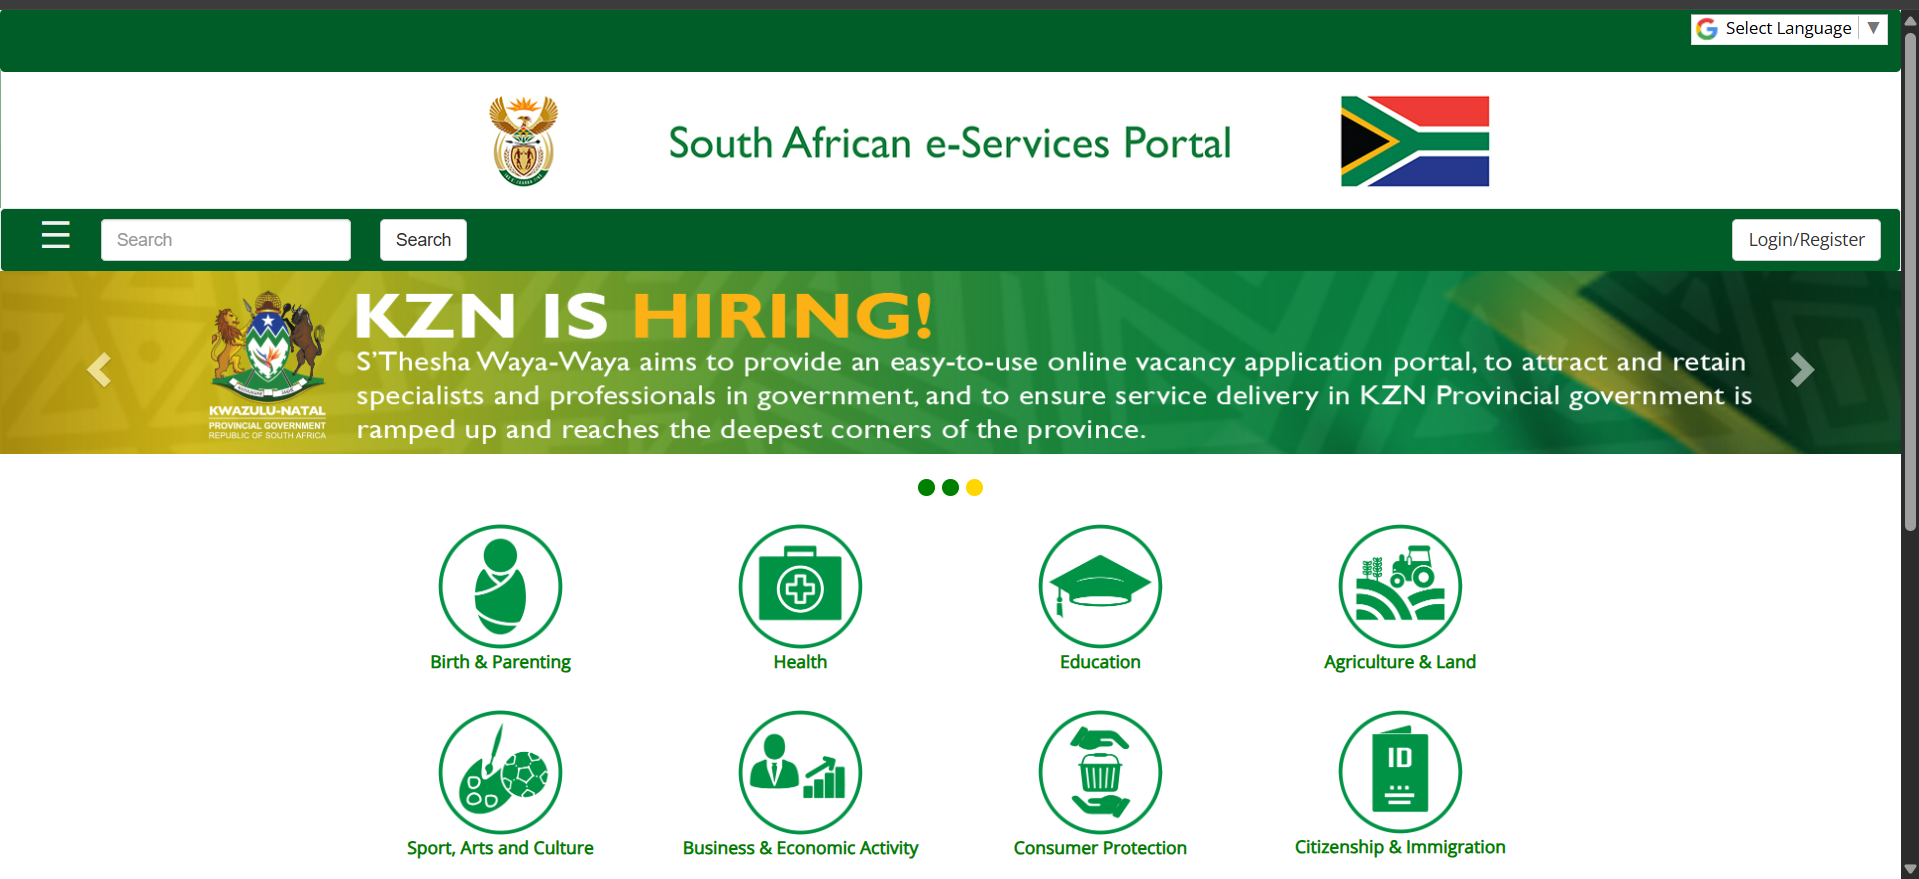 Select Language
South African e-Services Portal
Search
Search
Login/Register
KZN IS HIRING!
S'Thesha Waya-Waya aims to provide an easy-to-use online vacancy application portal, to attract and retain
specialists and professionals in government, and to ensure service delivery in KZN Provincial government is
ramped up and reaches the deepest corners of the province.
KWAZULU-NATAL
PROVINCIAL GOVERNMENT
REPUBLIC OF SOUTH AFRICA
Birth & Parenting
Health
Education
Agriculture & Land
ID
Sport, Arts and Culture
Business & Economic Activity
Consumer Protection
Citizenship & Immigration